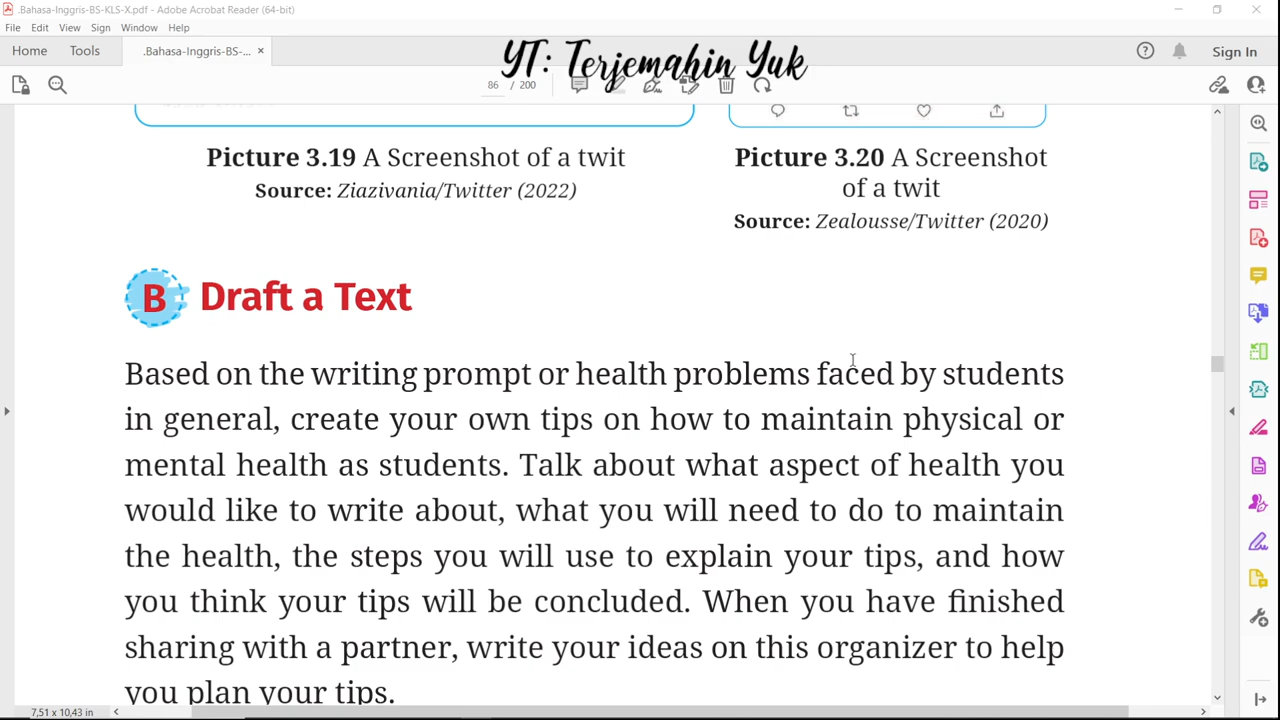 .Bahasa-Inggris-BS-KLS-X.pdf - Adobe Acrobat Reader (64-bit)
File Edit View Sign Window Help
Home Tools .Bahasa-Inggris-BS-... × Sign In
YT: Terjemahin Yuk
86 / 200
Picture 3.19 A Screenshot of a twit
Source: Ziazivania/Twitter (2022)
Picture 3.20 A Screenshot
of a twit
Source: Zealousse/Twitter (2020)
B Draft a Text
Based on the writing prompt or health problems faced by students
in general, create your own tips on how to maintain physical or
mental health as students. Talk about what aspect of health you
would like to write about, what you will need to do to maintain
the health, the steps you will use to explain your tips, and how
you think your tips will be concluded. When you have finished
sharing with a partner, write your ideas on this organizer to help
you plan your tips.
7,51 x 10,43 in